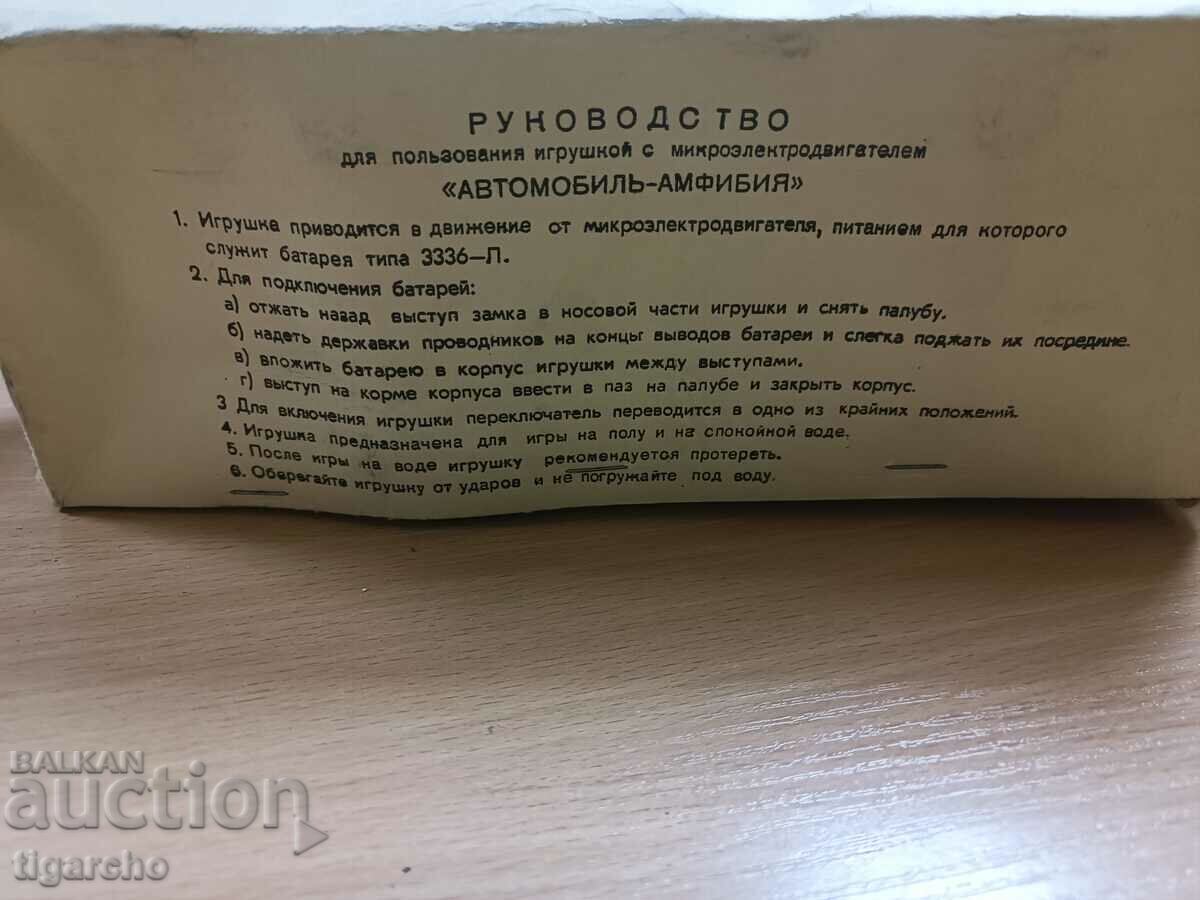 РУКОВОДСТВО
для пользования игрушкой с микроэлектродвигателем
«АВТОМОБИЛЬ-АМФИБИЯ»
1. Игрушка приводится в движение от микроэлектродвигателя, питанием для которого
служит батарея типа 3336—Л.
2. Для подключения батарей:
а) отжать назад выступ замка в носовой части игрушки и снять палубу.
б) надеть державки проводников на концы выводов батареи и слегка поджать их посредине.
в) вложить батарею в корпус игрушки между выступами.
г) выступ на корме корпуса ввести в паз на палубе и закрыть корпус.
3 Для включения игрушки переключатель переводится в одно из крайних положений.
4. Игрушка предназначена для игры на полу и на спокойной воде.
5. После игры на воде игрушку рекомендуется протереть.
6. Оберегайте игрушку от ударов и не погружайте под воду.
BALKAN
auction
tigarcho